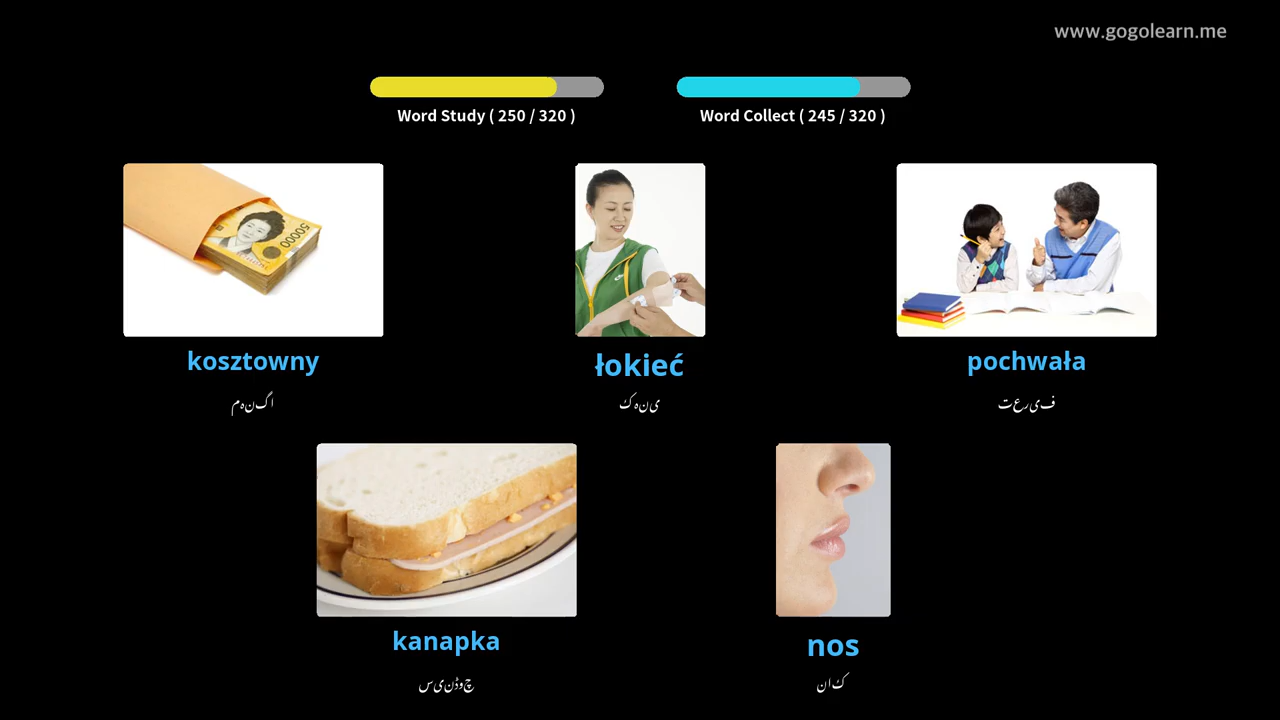 www.gogolearn.me
Word Study ( 250 / 320 )
Word Collect ( 245 / 320 )
kosztowny
مہنگا
łokieć
کہنی
pochwała
تعریف
kanapka
سینڈوچ
nos
ناک